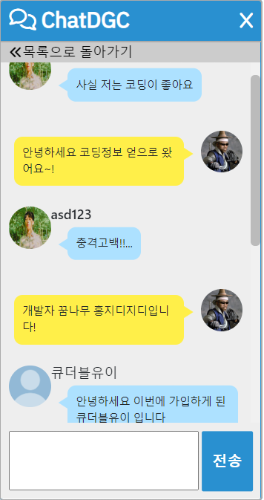 ChatDGC
목록으로 돌아가기
사실 저는 코딩이 좋아요
안녕하세요 코딩정보 얻으로 왔
어요~!
asd123
충격고백!!...
개발자 꿈나무 홍지디지디입니
다!
큐더블유이
안녕하세요 이번에 가입하게 된
큐더블유이 입니다
전송